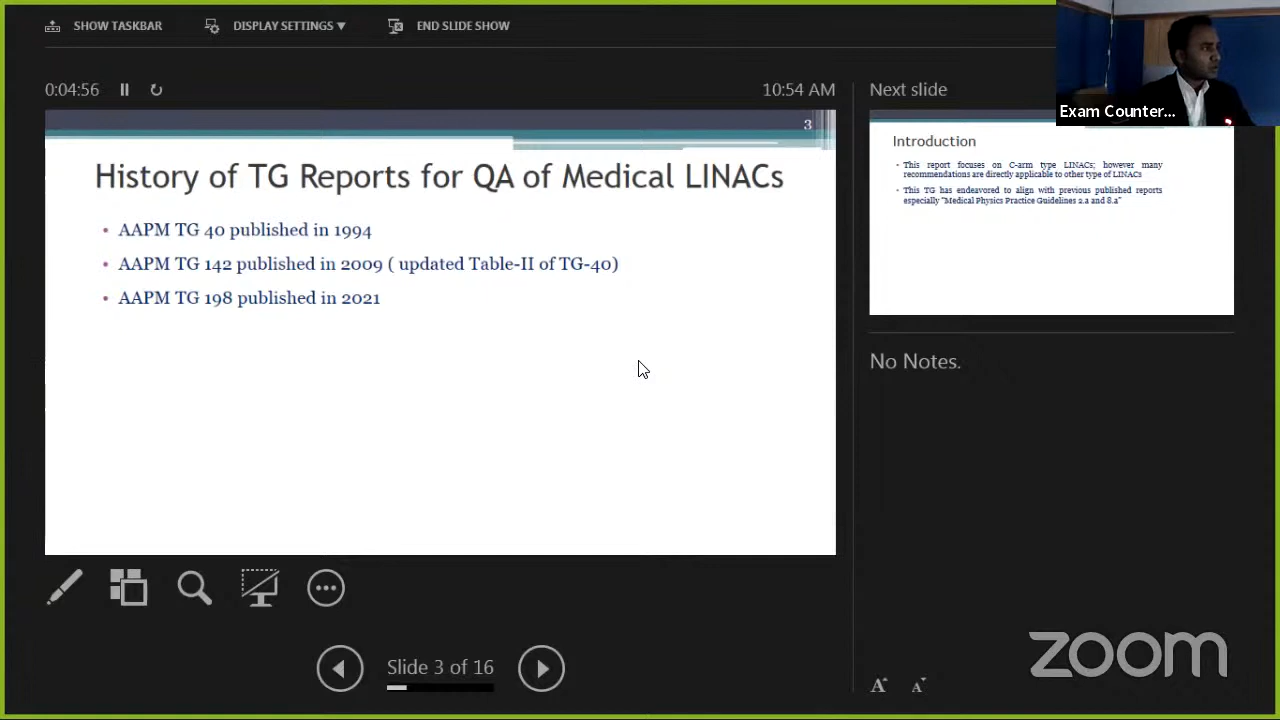 SHOW TASKBAR DISPLAY SETTINGS ▼ END SLIDE SHOW
0:04:56 10:54 AM
3
History of TG Reports for QA of Medical LINACs
• AAPM TG 40 published in 1994
• AAPM TG 142 published in 2009 ( updated Table-II of TG-40)
• AAPM TG 198 published in 2021
Slide 3 of 16
Next slide
Exam Counter...
Introduction
• This report focuses on C-arm type LINACs; however many
recommendations are directly applicable to other type of LINACs
• This TG has endeavored to align with previous published reports
especially "Medical Physics Practice Guidelines 2.a and 8.a"
No Notes.
A A
zoom